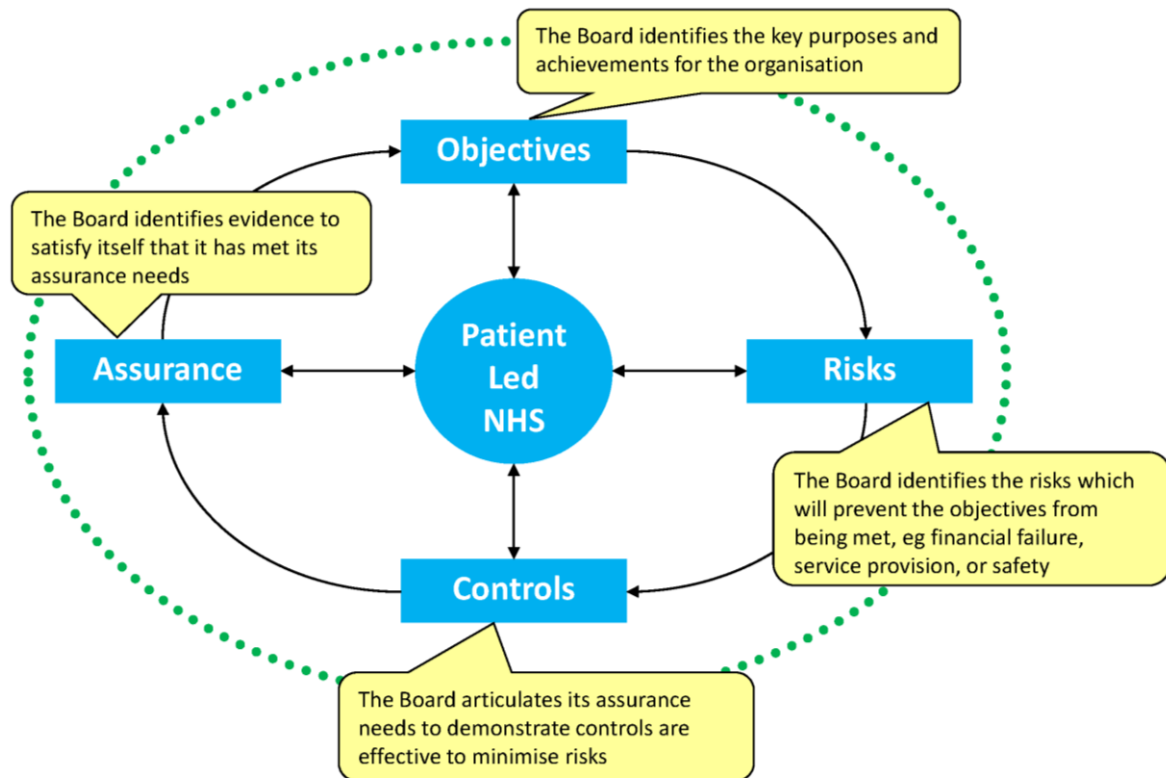 The Board identifies the key purposes and
achievements for the organisation
Objectives
The Board identifies evidence to
satisfy itself that it has met its
assurance needs
Patient
Led
NHS
Assurance
Risks
The Board identifies the risks which
will prevent the objectives from
being met, eg financial failure,
service provision, or safety
Controls
The Board articulates its assurance
needs to demonstrate controls are
effective to minimise risks